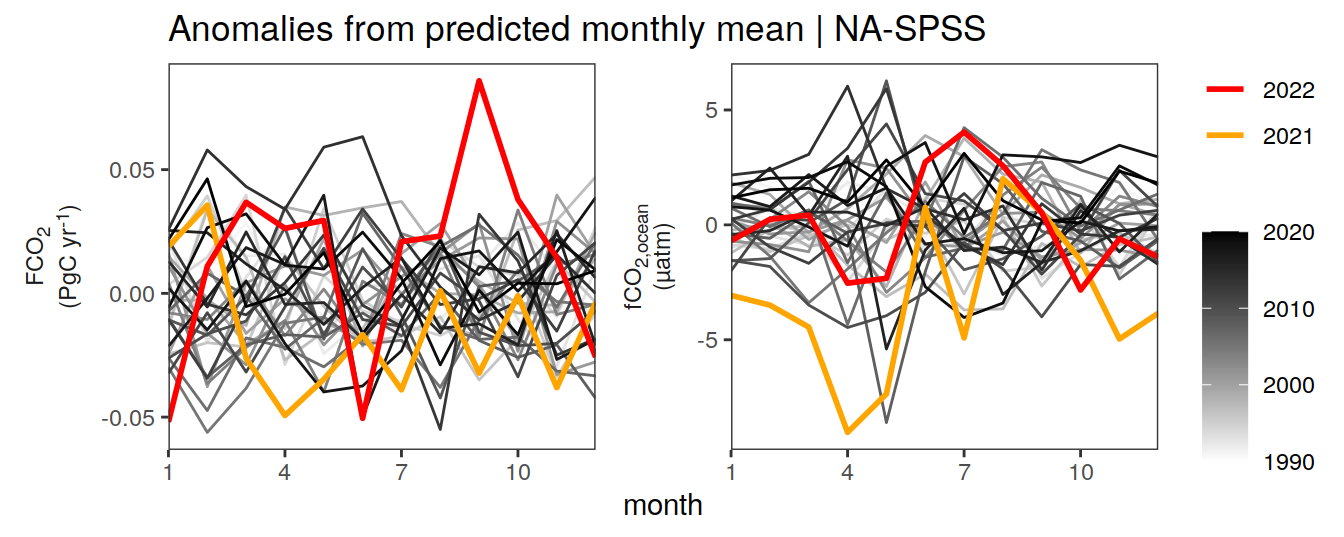 Anomalies from predicted monthly mean | NA-SPSS
FCO₂
(PgC yr⁻¹)
0.05
0.00
-0.05
1 4 7 10
fCO₂,ocean
(µatm)
5
0
-5
1 4 7 10
month
2022
2021
2020
2010
2000
1990